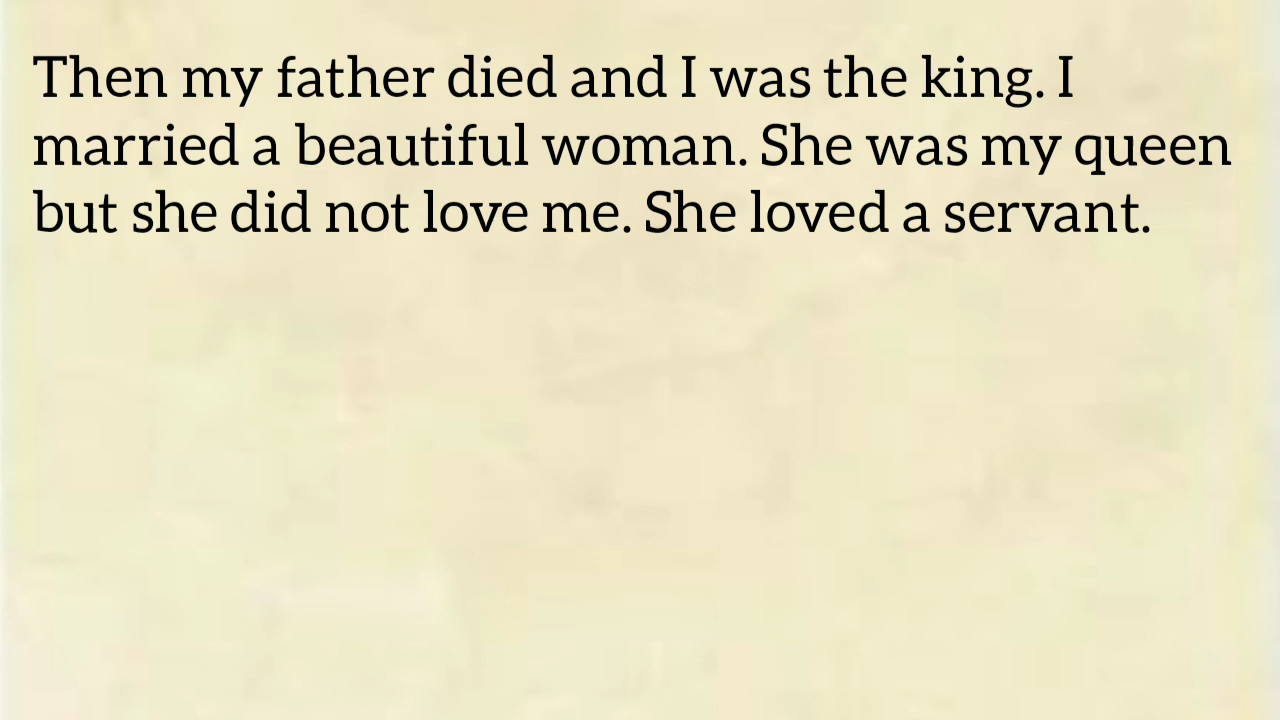 Then my father died and I was the king. I
married a beautiful woman. She was my queen
but she did not love me. She loved a servant.